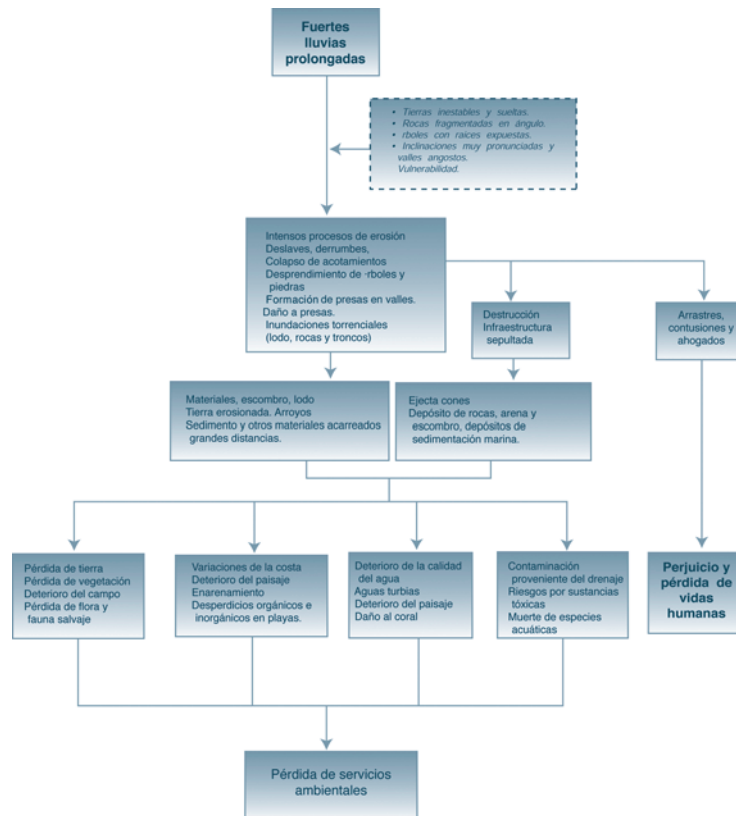 Fuertes
lluvias
prolongadas
• Tierras inestables y sueltas.
• Rocas fragmentadas en ángulo.
• rboles con raices expuestas.
• Inclinaciones muy pronunciadas y
valles angostos.
Vulnerabilidad.
Intensos procesos de erosión
Deslaves, derrumbes,
Colapso de acotamientos
Desprendimiento de -rboles y
piedras
Formación de presas en valles.
Daño a presas.
Inundaciones torrenciales
(lodo, rocas y troncos)
Destrucción
Infraestructura
sepultada
Arrastres,
contusiones y
ahogados
Materiales, escombro, lodo
Tierra erosionada. Arroyos
Sedimento y otros materiales acarreados
grandes distancias.
Ejecta cones
Depósito de rocas, arena y
escombro, depósitos de
sedimentación marina.
Pérdida de tierra
Pérdida de vegetación
Deterioro del campo
Pérdida de flora y
fauna salvaje
Variaciones de la costa
Deterioro del paisaje
Enarenamiento
Desperdicios orgánicos e
inorgánicos en playas.
Deterioro de la calidad
del agua
Aguas turbias
Deterioro del paisaje
Daño al coral
Contaminación
proveniente del drenaje
Riesgos por sustancias
tóxicas
Muerte de especies
acuáticas
Perjuicio y
pérdida de
vidas
humanas
Pérdida de servicios
ambientales